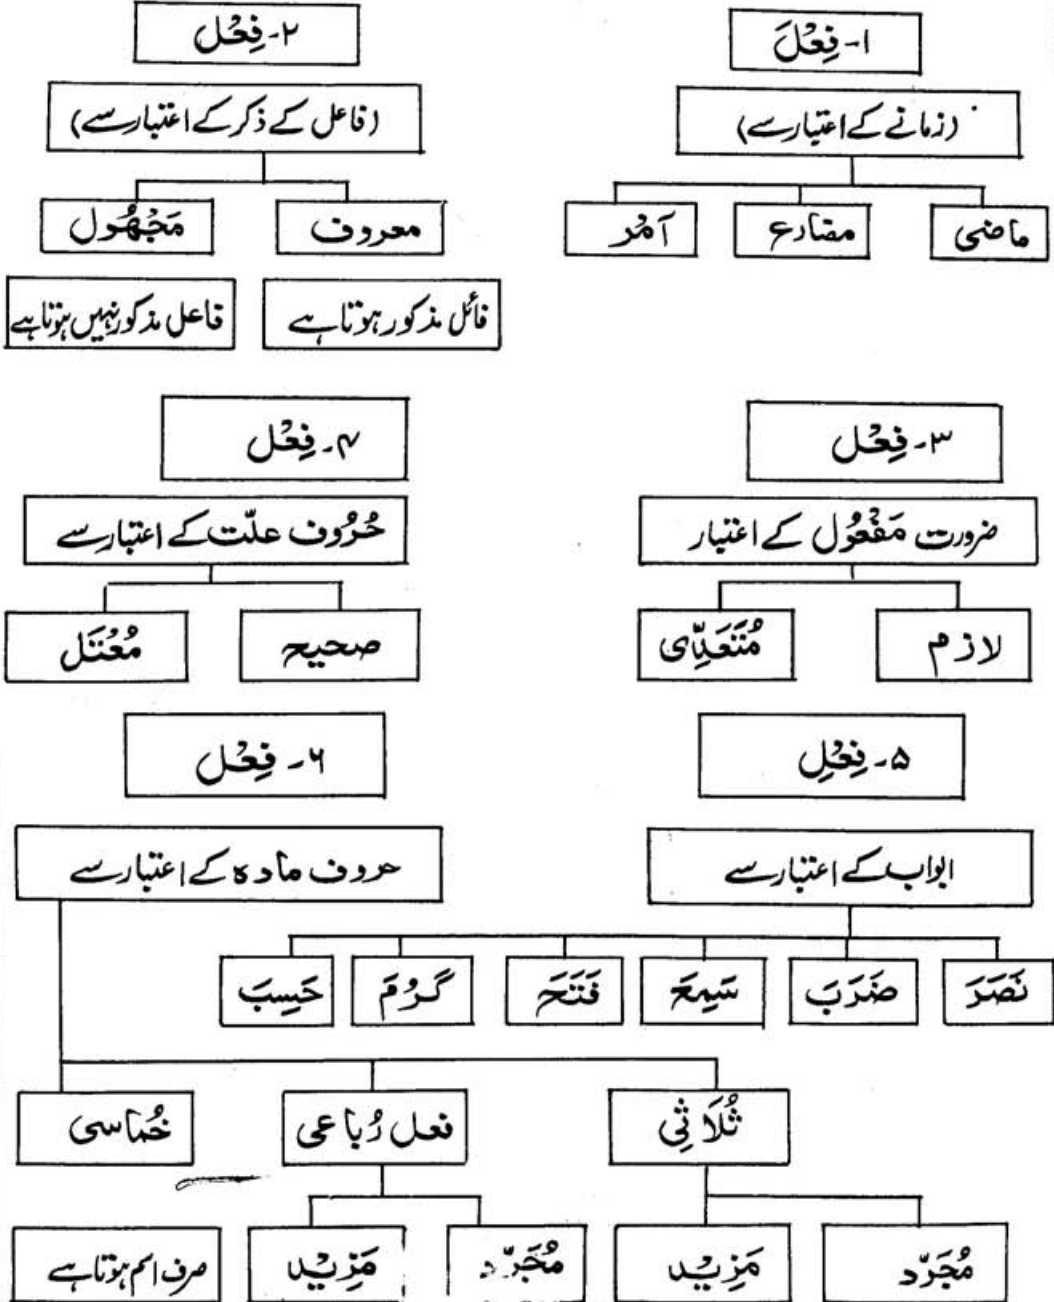 ۱- فِعْلَ
(زمانے کے اعتبار سے)
ماضی
مضارع
آمْر
۲- فِعْل
(فاعل کے ذکر کے اعتبار سے)
معروف
مَجْهُول
فائل مذکور ہوتا ہے
فاعل مذکور نہیں ہوتا ہے
۳- فِعْل
ضرورت مَفْعُول کے اعتبار
لازم
مُتَعَدِّی
۴- فِعْل
حُرُوف علّت کے اعتبار سے
صحیح
مُعْتَل
۵- فِعْلِ
ابواب کے اعتبار سے
نَصَرَ
ضَرَبَ
سَمِعَ
فَتَحَ
گَرُمَ
حَسِبَ
۶- فِعْل
حروف مادہ کے اعتبار سے
ثُلَاثِی
فعل رُباعی
خُماسی
مُجَرَّد
مَزِید
مُجَرَّد
مَزِید
صرف اسم ہوتا ہے